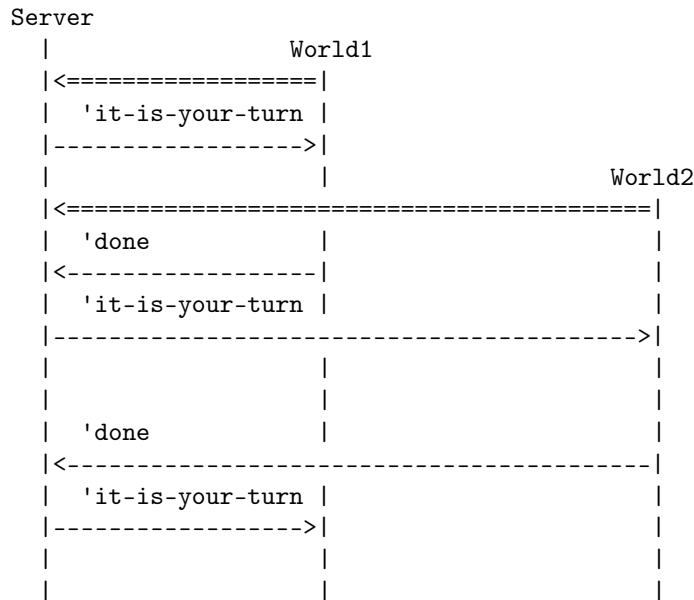 Server
|                 World1
|<==================|
|  'it-is-your-turn |
|------------------>|
|                   |                    World2
|<==========================================|
|  'done            |                       |
|<------------------|                       |
|  'it-is-your-turn |                       |
|------------------------------------------>|
|                   |                       |
|                   |                       |
|  'done            |                       |
|<------------------------------------------|
|  'it-is-your-turn |                       |
|------------------>|                       |
|                   |                       |
|                   |                       |